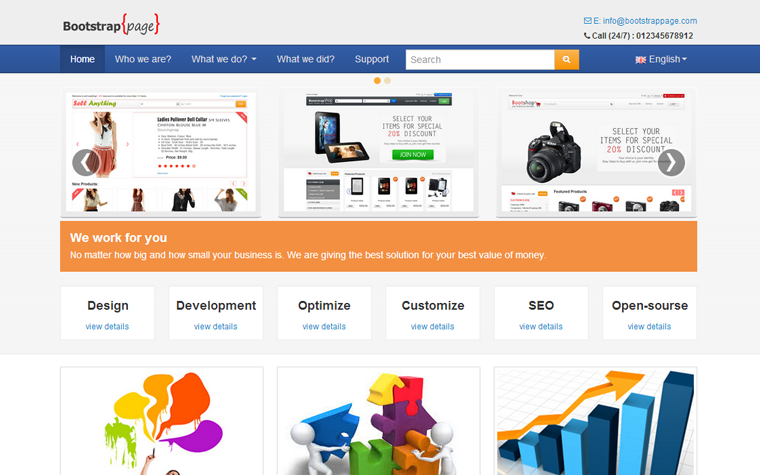 Bootstrap{page}
E: info@bootstrappage.com
Call (24/7) : 012345678912
Home
Who we are?
What we do?
What we did?
Support
Search
English
Sell Anything
Ladies Pullover Doll Collar
New Products:
SELECT YOUR
ITEMS FOR SPECIAL
20% DISCOUNT
JOIN NOW
Bootshop
SELECT YOUR
ITEMS FOR SPECIAL
20% DISCOUNT
Featured Products
We work for you
No matter how big and how small your business is. We are giving the best solution for your best value of money.
Design
view details
Development
view details
Optimize
view details
Customize
view details
SEO
view details
Open-sourse
view details